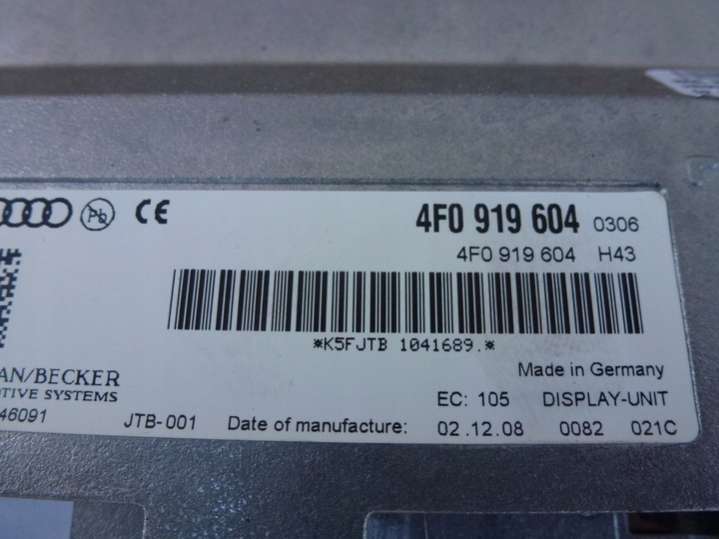 Pb CE 4F0 919 604 0306
4F0 919 604 H43
*K5FJTB 1041689.*
Made in Germany
AN/BECKER EC: 105 DISPLAY-UNIT
TIVE SYSTEMS
46091 JTB-001 Date of manufacture: 02.12.08 0082 021C